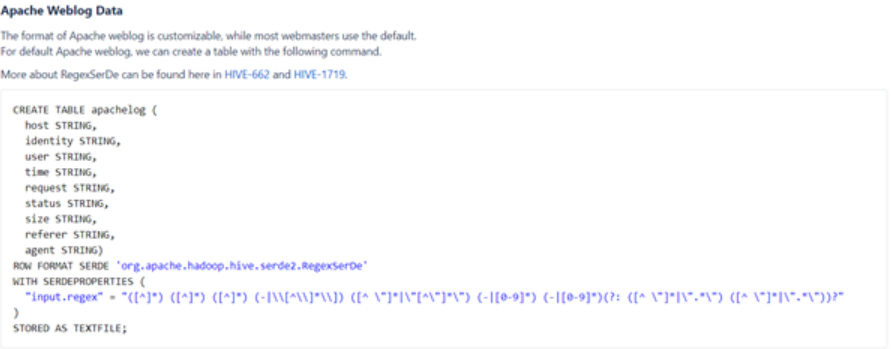 Apache Weblog Data
The format of Apache weblog is customizable, while most webmasters use the default.
For default Apache weblog, we can create a table with the following command.
More about RegexSerDe can be found here in HIVE-662 and HIVE-1719.
CREATE TABLE apachelog (
host STRING,
identity STRING,
user STRING,
time STRING,
request STRING,
status STRING,
size STRING,
referer STRING,
agent STRING)
ROW FORMAT SERDE 'org.apache.hadoop.hive.serde2.RegexSerDe'
WITH SERDEPROPERTIES (
"input.regex" = "([^]*) ([^]*) ([^]*) (-|\\[^\\]*\\]) ([^ \"]*|\"[^\"]*\") (-|[0-9]*) (-|[0-9]*)(?: ([^ \"]*|\".*\") ([^ \"]*|\".*\"))?"
)
STORED AS TEXTFILE;